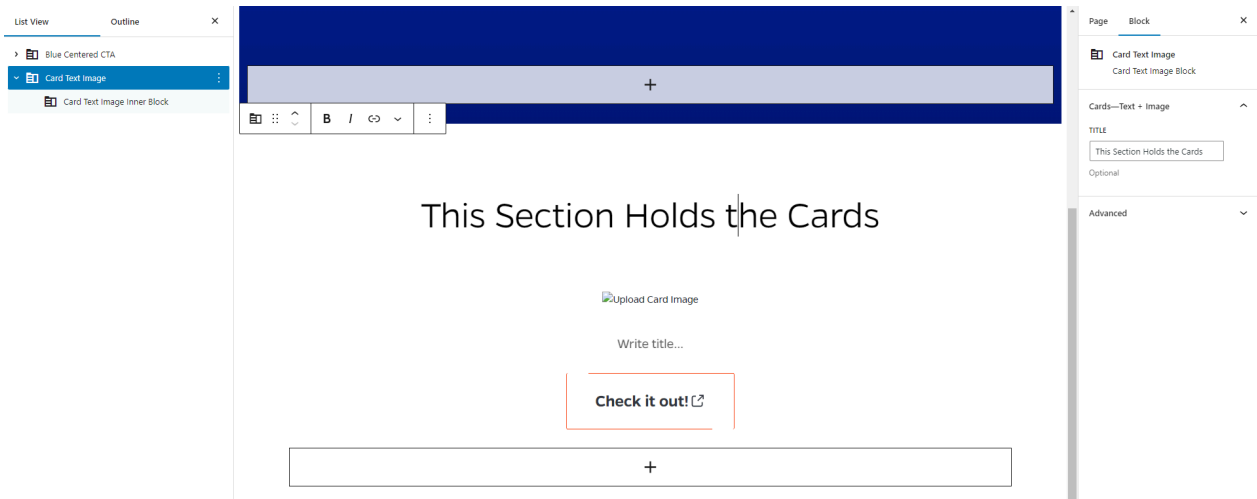 List View
Outline
Blue Centered CTA
Card Text Image
Card Text Image Inner Block
B I
This Section Holds the Cards
Upload Card Image
Write title...
Check it out!
Page
Block
Card Text Image
Card Text Image Block
Cards—Text + Image
TITLE
This Section Holds the Cards
Optional
Advanced